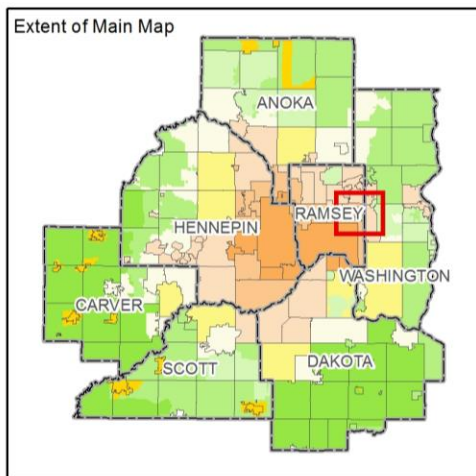 Extent of Main Map
ANOKA
RAMSEY
HENNEPIN
WASHINGTON
CARVER
SCOTT
DAKOTA